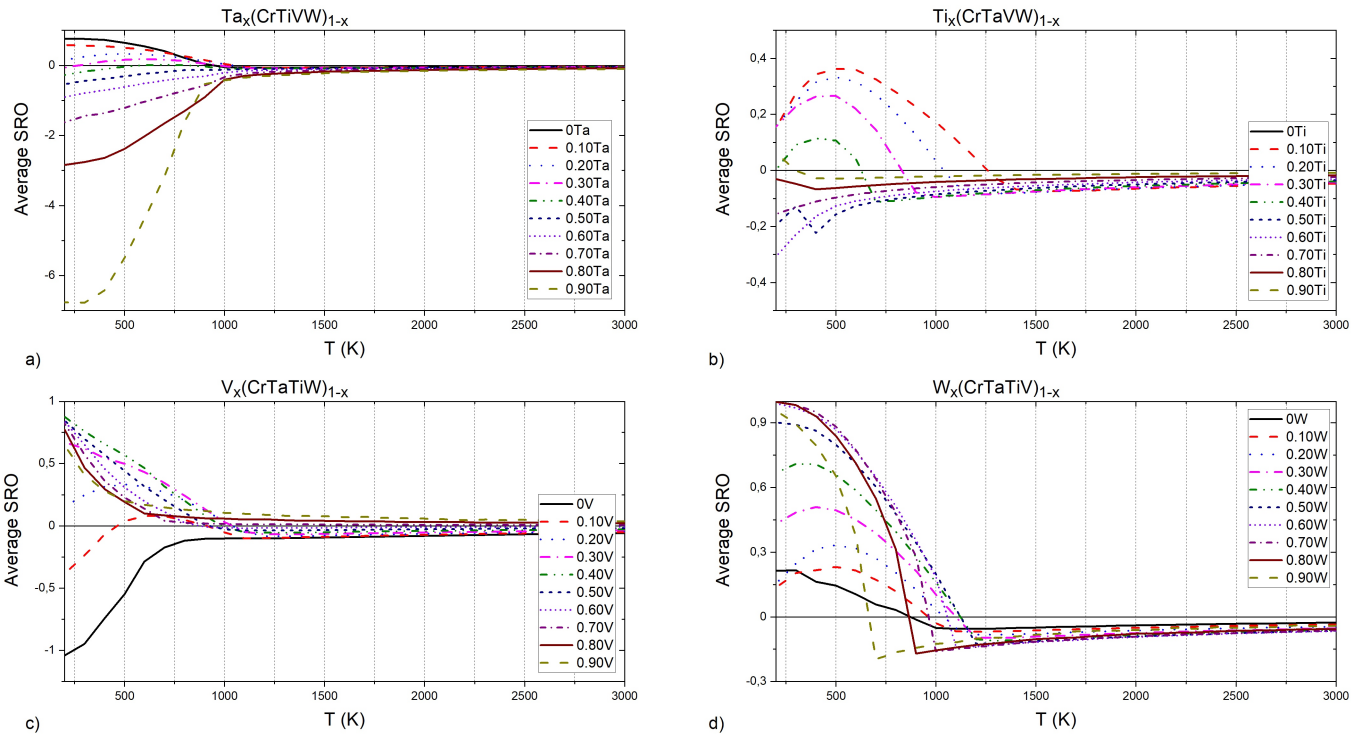 Taₓ(CrTiVW)₁₋ₓ
Average SRO
0
-2
-4
-6
500
1000
1500
2000
2500
3000
T (K)
a)
0Ta
0.10Ta
0.20Ta
0.30Ta
0.40Ta
0.50Ta
0.60Ta
0.70Ta
0.80Ta
0.90Ta
Tiₓ(CrTaVW)₁₋ₓ
Average SRO
0,4
0,2
0
-0,2
-0,4
500
1000
1500
2000
2500
3000
T (K)
b)
0Ti
0.10Ti
0.20Ti
0.30Ti
0.40Ti
0.50Ti
0.60Ti
0.70Ti
0.80Ti
0.90Ti
Vₓ(CrTaTiW)₁₋ₓ
Average SRO
1
0,5
0
-0,5
-1
500
1000
1500
2000
2500
3000
T (K)
c)
0V
0.10V
0.20V
0.30V
0.40V
0.50V
0.60V
0.70V
0.80V
0.90V
Wₓ(CrTaTiV)₁₋ₓ
Average SRO
0,9
0,6
0,3
0
-0,3
500
1000
1500
2000
2500
3000
T (K)
d)
0W
0.10W
0.20W
0.30W
0.40W
0.50W
0.60W
0.70W
0.80W
0.90W